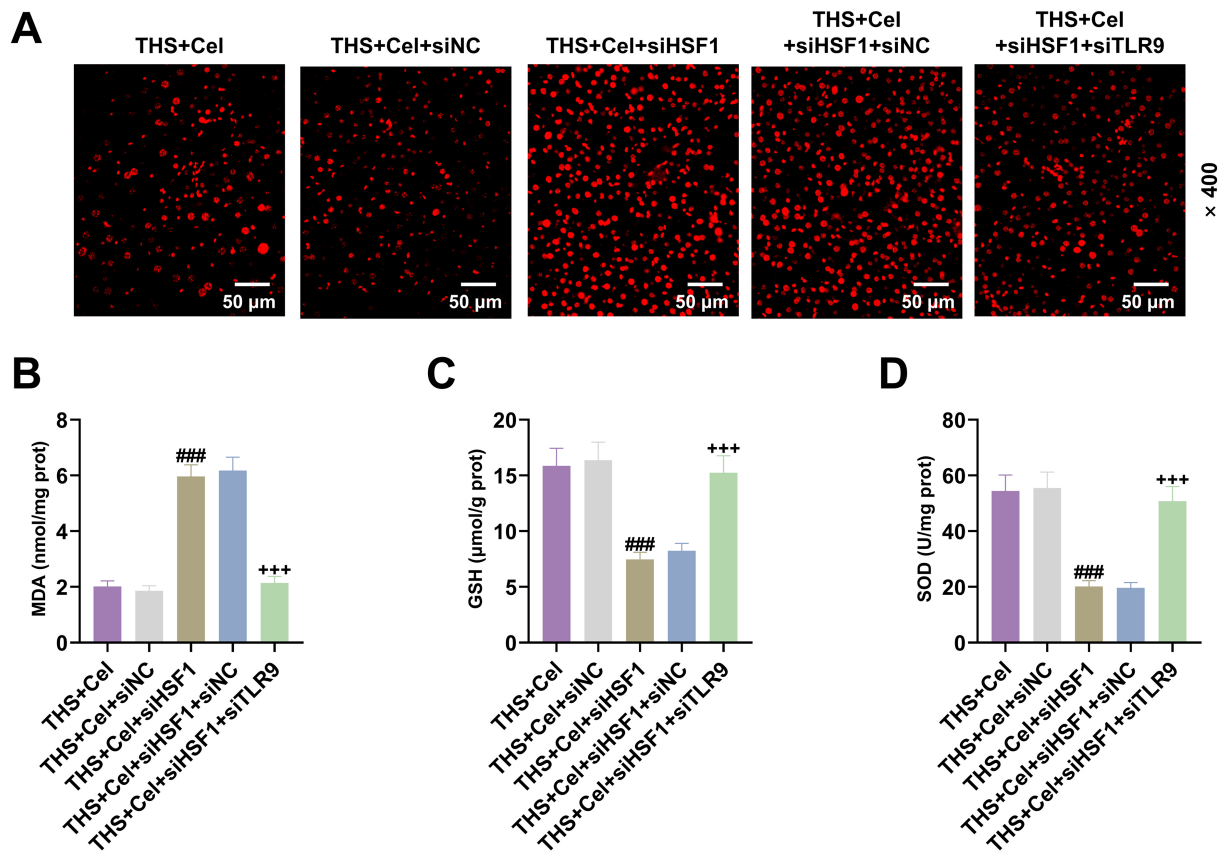 A
THS+Cel
THS+Cel+siNC
THS+Cel+siHSF1
THS+Cel
+siHSF1+siNC
THS+Cel
+siHSF1+siTLR9
50 µm
50 µm
50 µm
50 µm
50 µm
× 400
B
MDA (nmol/mg prot)
8
6
4
2
0
###
+++
THS+Cel
THS+Cel+siNC
THS+Cel+siHSF1
THS+Cel+siHSF1+siNC
THS+Cel+siHSF1+siTLR9
C
GSH (µmol/g prot)
20
15
10
5
0
###
+++
THS+Cel
THS+Cel+siNC
THS+Cel+siHSF1
THS+Cel+siHSF1+siNC
THS+Cel+siHSF1+siTLR9
D
SOD (U/mg prot)
80
60
40
20
0
###
+++
THS+Cel
THS+Cel+siNC
THS+Cel+siHSF1
THS+Cel+siHSF1+siNC
THS+Cel+siHSF1+siTLR9